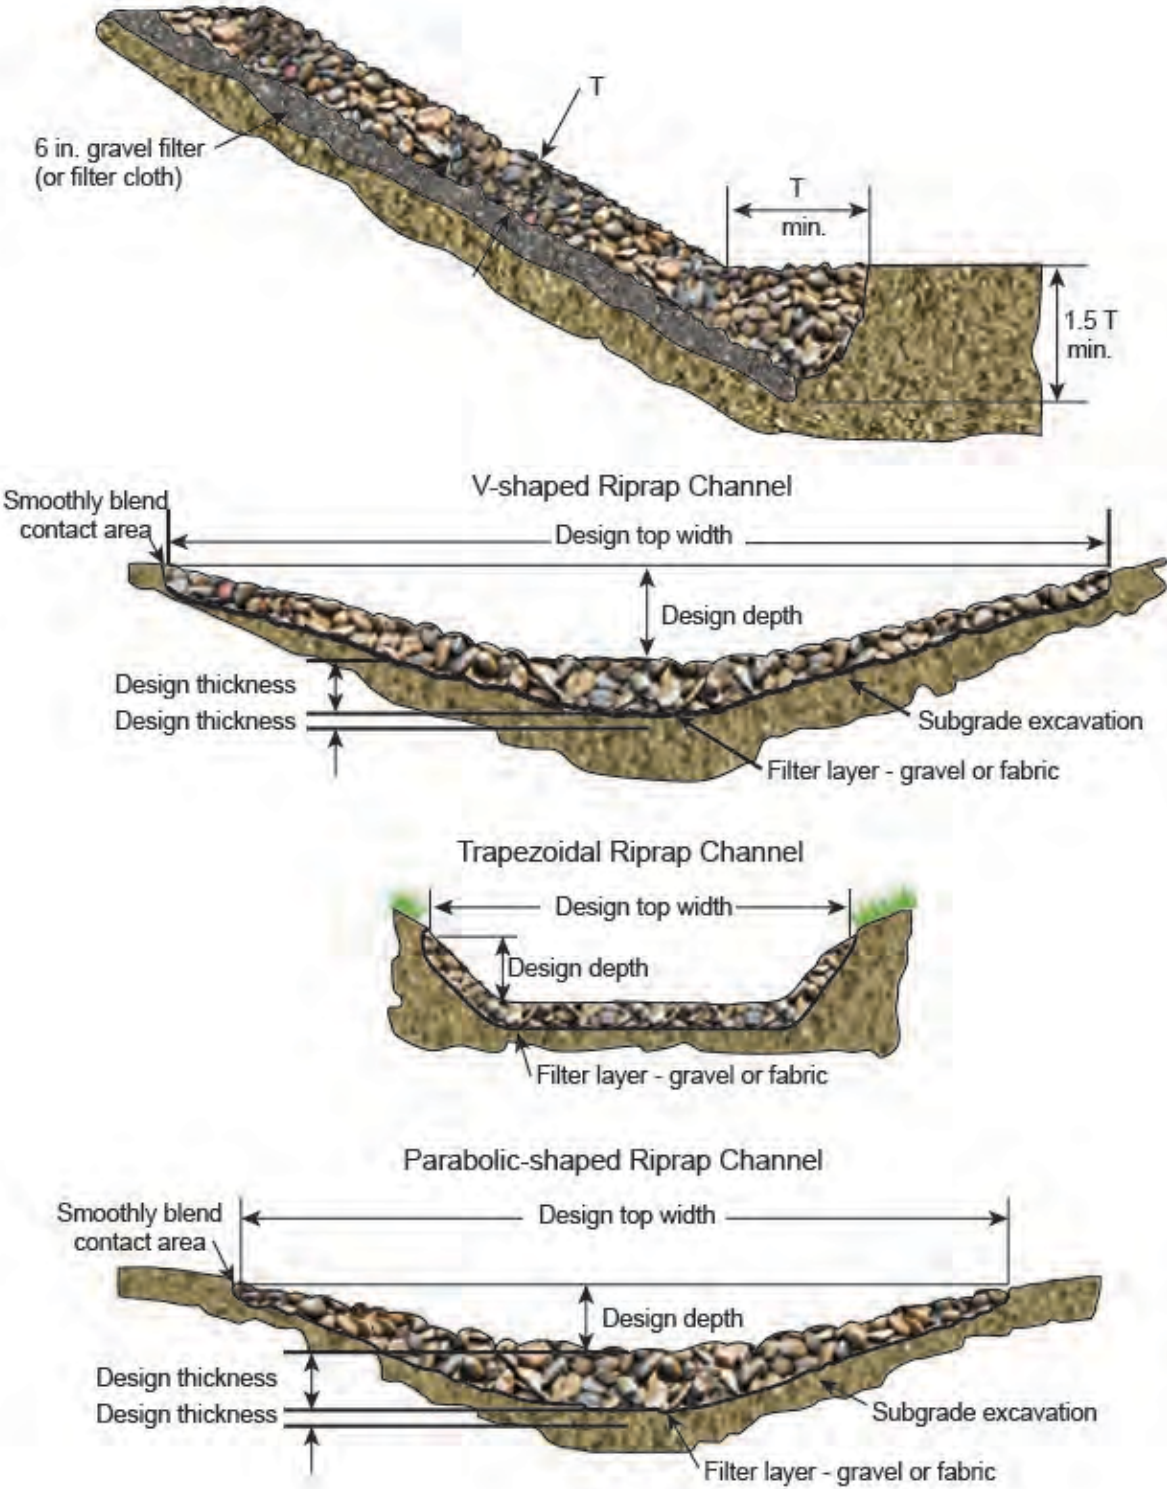 T
6 in. gravel filter
(or filter cloth)
T
min.
1.5 T
min.
V-shaped Riprap Channel
Smoothly blend
contact area
Design top width
Design depth
Design thickness
Design thickness
Subgrade excavation
Filter layer - gravel or fabric
Trapezoidal Riprap Channel
Design top width
Design depth
Filter layer - gravel or fabric
Parabolic-shaped Riprap Channel
Smoothly blend
contact area
Design top width
Design depth
Design thickness
Design thickness
Subgrade excavation
Filter layer - gravel or fabric